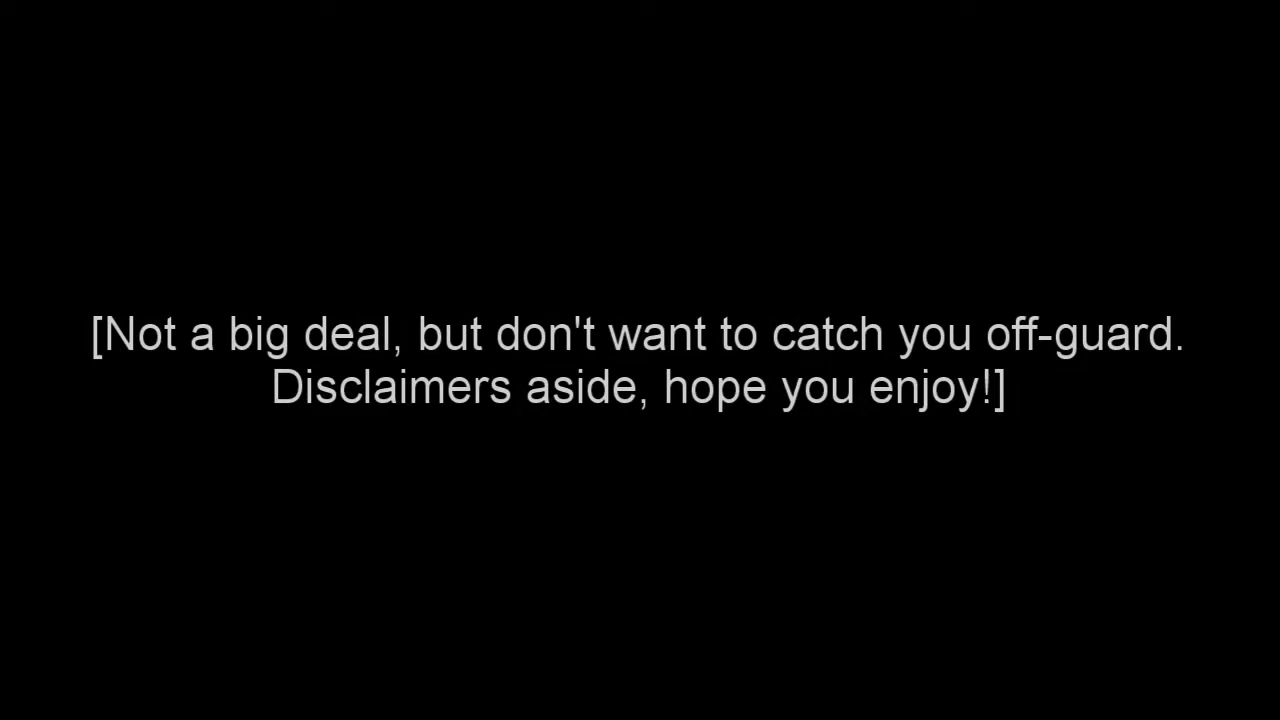 [Not a big deal, but don't want to catch you off-guard.
Disclaimers aside, hope you enjoy!]